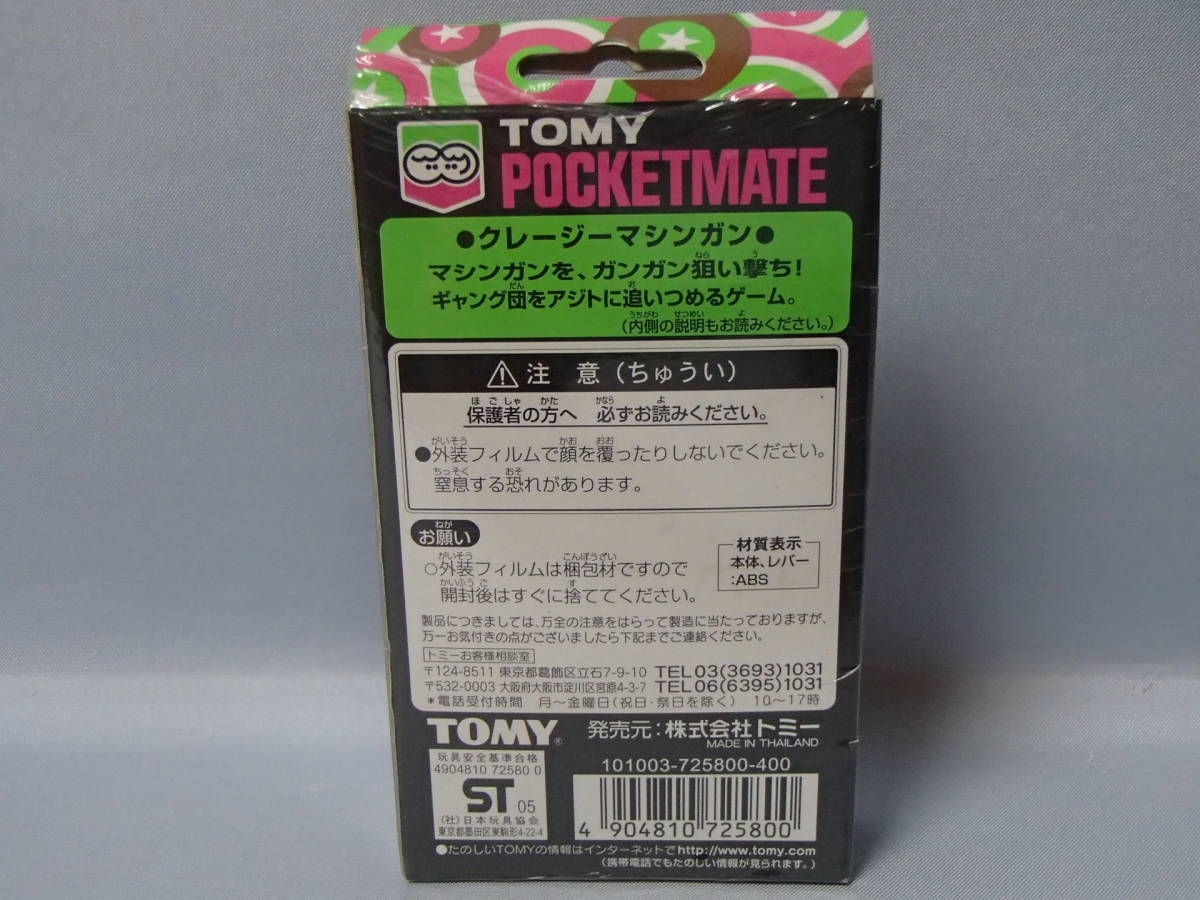 TOMY
POCKETMATE
●クレージーマシンガン●
マシンガンを、ガンガン狙い撃ち!
ギャング団をアジトに追いつめるゲーム。
(内側の説明もお読みください。)
⚠注 意(ちゅうい)
保護者の方へ 必ずお読みください。
●外装フィルムで顔を覆ったりしないでください。
窒息する恐れがあります。
お願い
○外装フィルムは梱包材ですので
開封後はすぐに捨ててください。
材質表示
本体、レバー
:ABS
製品につきましては、万全の注意をはらって製造に当たっておりますが、
万一お気付きの点がございましたら下記までご連絡ください。
トミーお客様相談室
〒124-8511 東京都葛飾区立石7-9-10 TEL 03(3693)1031
〒532-0003 大阪府大阪市淀川区宮原4-3-7 TEL 06(6395)1031
*電話受付時間 月〜金曜日(祝日・祭日を除く) 10〜17時
TOMY® 発売元:株式会社トミー
MADE IN THAILAND
玩具安全基準合格
4904810 72580 0
ST 05
(社)日本玩具協会
東京都墨田区東駒形4-22-4
101003-725800-400
4 904810 725800
●たのしいTOMYの情報はインターネットでhttp://www.tomy.com
(携帯電話でもたのしい情報が見られます。)